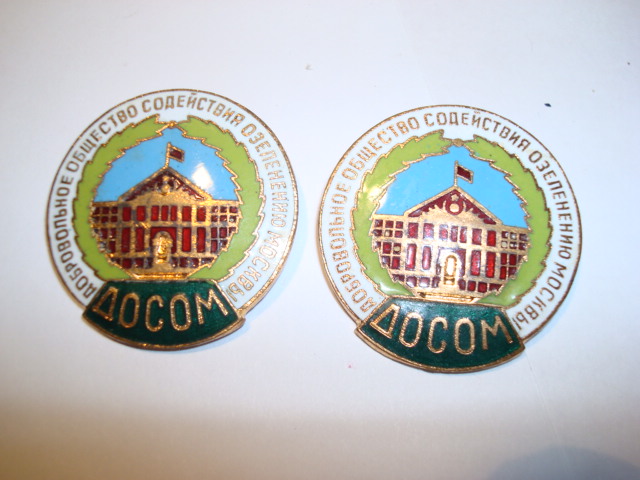 ДОБРОВОЛЬНОЕ ОБЩЕСТВО СОДЕЙСТВИЯ ОЗЕЛЕНЕНИЮ МОСКВЫ
ДОСОМ
ДОБРОВОЛЬНОЕ ОБЩЕСТВО СОДЕЙСТВИЯ ОЗЕЛЕНЕНИЮ МОСКВЫ
ДОСОМ